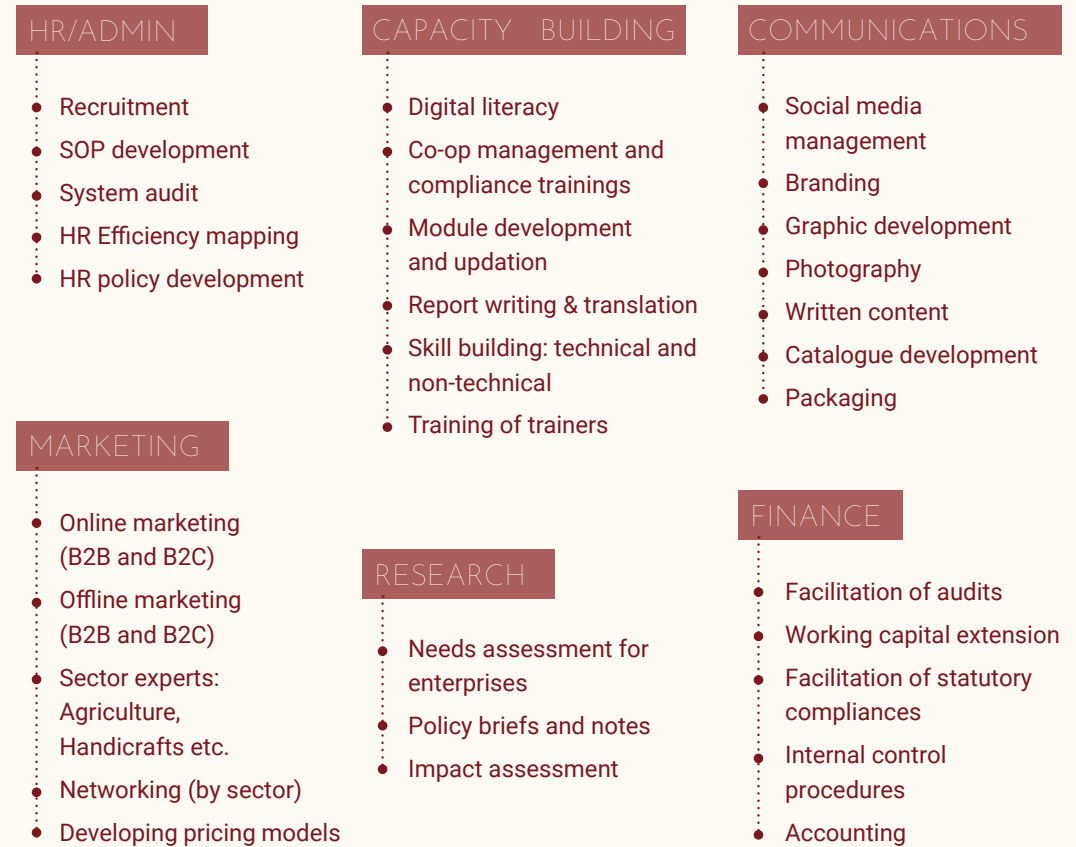 HR/ADMIN
Recruitment
SOP development
System audit
HR Efficiency mapping
HR policy development
CAPACITY BUILDING
Digital literacy
Co-op management and
compliance trainings
Module development
and updation
Report writing & translation
Skill building: technical and
non-technical
Training of trainers
COMMUNICATIONS
Social media
management
Branding
Graphic development
Photography
Written content
Catalogue development
Packaging
MARKETING
Online marketing
(B2B and B2C)
Offline marketing
(B2B and B2C)
Sector experts:
Agriculture,
Handicrafts etc.
Networking (by sector)
Developing pricing models
RESEARCH
Needs assessment for
enterprises
Policy briefs and notes
Impact assessment
FINANCE
Facilitation of audits
Working capital extension
Facilitation of statutory
compliances
Internal control
procedures
Accounting